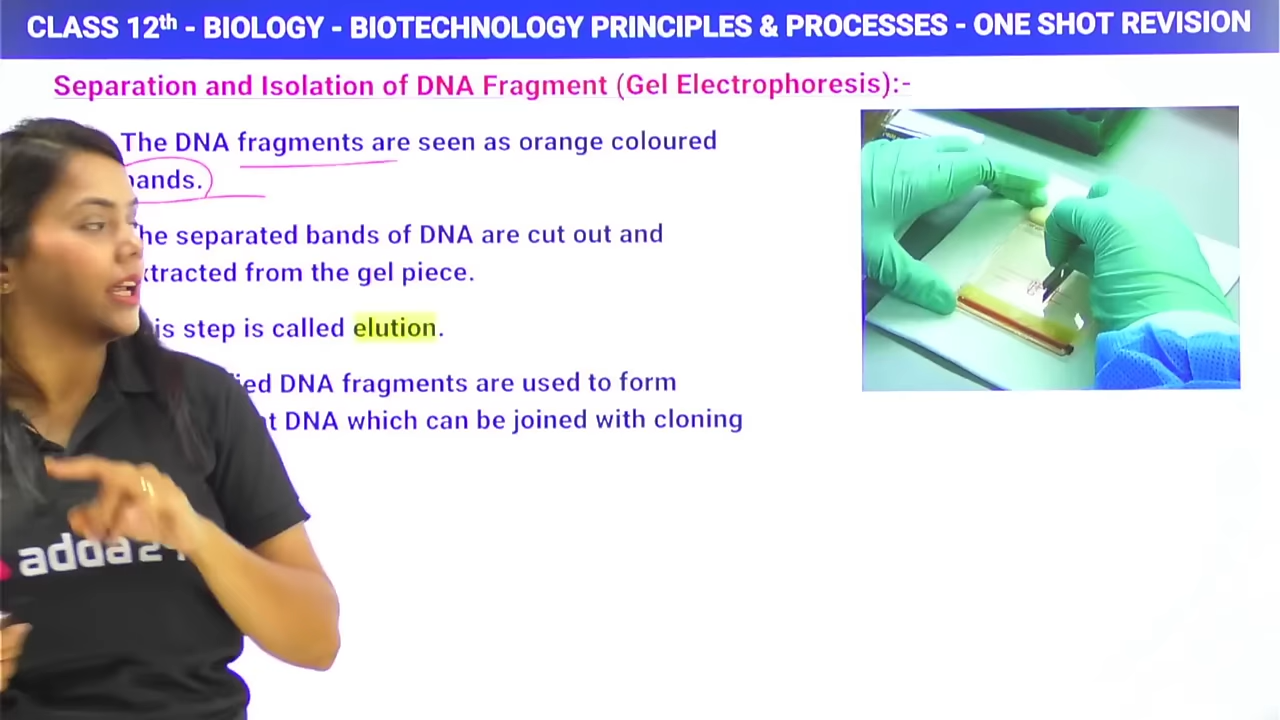 CLASS 12th - BIOLOGY - BIOTECHNOLOGY PRINCIPLES & PROCESSES - ONE SHOT REVISION
Separation and Isolation of DNA Fragment (Gel Electrophoresis):-
The DNA fragments are seen as orange coloured
ands.
he separated bands of DNA are cut out and
xtracted from the gel piece.
is step is called elution.
ied DNA fragments are used to form
t DNA which can be joined with cloning
adda2